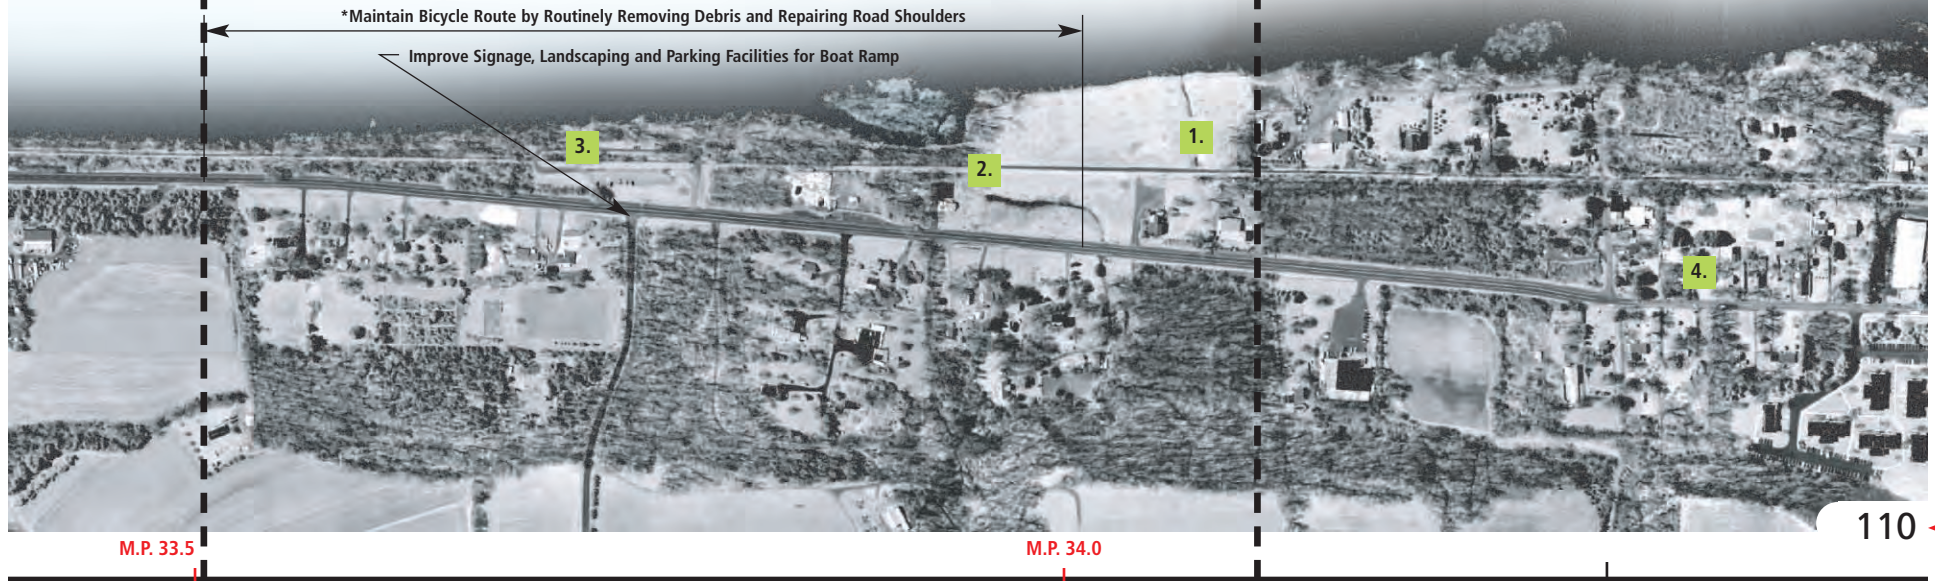 *Maintain Bicycle Route by Routinely Removing Debris and Repairing Road Shoulders
Improve Signage, Landscaping and Parking Facilities for Boat Ramp
1.
3.
2.
4.
110
M.P. 33.5
M.P. 34.0